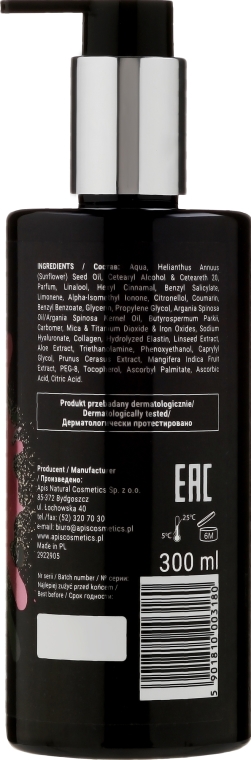 INGREDIENTS / Состав: Aqua, Helianthus Annuus
(Sunflower) Seed Oil, Cetearyl Alcohol & Ceteareth 20,
Parfum, Linalool, Hexyl Cinnamal, Benzyl Salicylate,
Limonene, Alpha-Isomethyl Ionone, Citronellol, Coumarin,
Benzyl Benzoate, Glycerin, Propylene Glycol, Argania Spinosa
Oil/Argania Spinosa Kernel Oil, Butyrospermum Parkii,
Carbomer, Mica & Titanium Dioxide & Iron Oxides, Sodium
Hyaluronate, Collagen, Hydrolyzed Elastin, Linseed Extract,
Aloe Extract, Triethanolamine, Phenoxyethanol, Caprylyl
Glycol, Prunus Cerasus Extract, Mangifera Indica Fruit
Extract, PEG-8, Tocopherol, Ascorbyl Palmitate, Ascorbic
Acid, Citric Acid.
Produkt przebadany dermatologicznie/
Dermatologically tested/
Дерматологически протестировано
Producent / Manufacturer
/ Произведено:
Apis Natural Cosmetics Sp. z o.o.
85-372 Bydgoszcz
ul. Lochowska 40
tel. (52) 320 70 30
e-mail: biuro@apiscosmetics.pl
www.apiscosmetics.pl
Made in PL
2922905
Nr serii / Batch number / № серии:
Najlepiej zużyć przed końcem /
Best before / Срок годности:
EAC
25°C
5°C
6M
300 ml
5 901810 003180